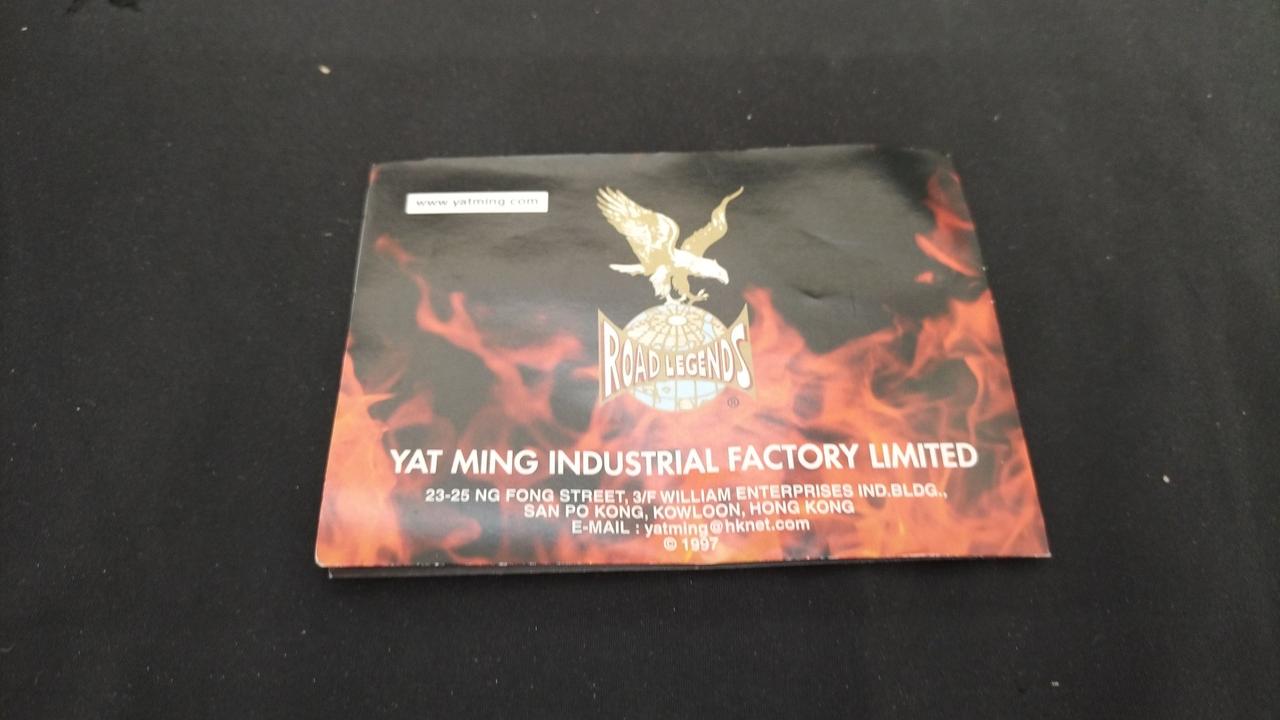 www.yatming.com
ROAD LEGENDS
®
YAT MING INDUSTRIAL FACTORY LIMITED
23-25 NG FONG STREET, 3/F WILLIAM ENTERPRISES IND.BLDG.,
SAN PO KONG, KOWLOON, HONG KONG
E-MAIL : yatming@hknet.com
© 1997